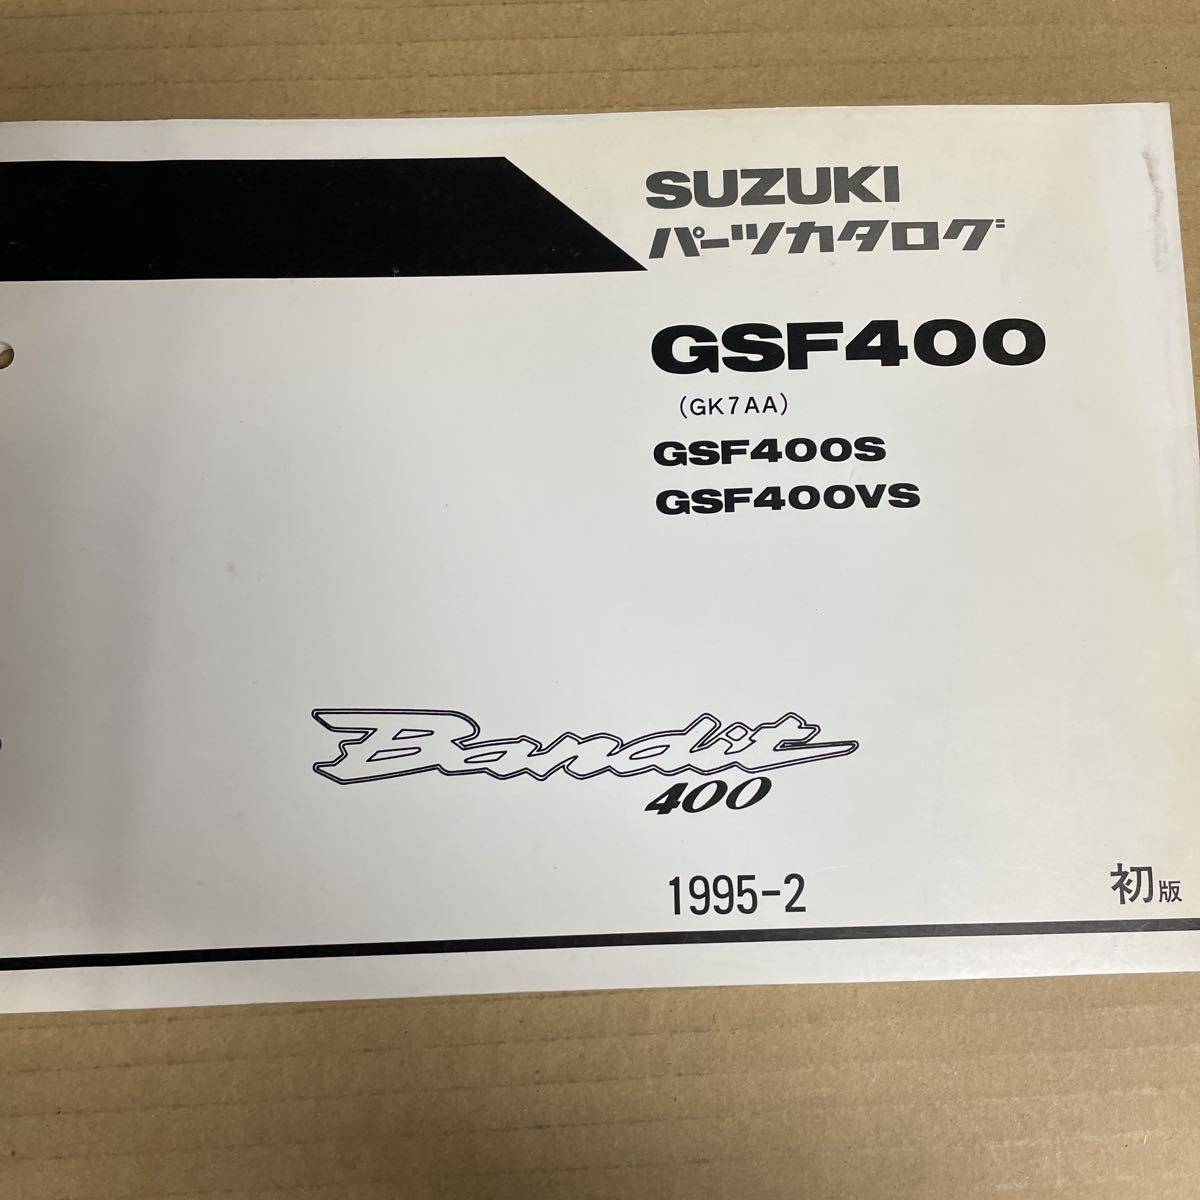 SUZUKI
パーツカタログ
GSF400
(GK7AA)
GSF400S
GSF400VS
Bandit
400
1995-2
初版